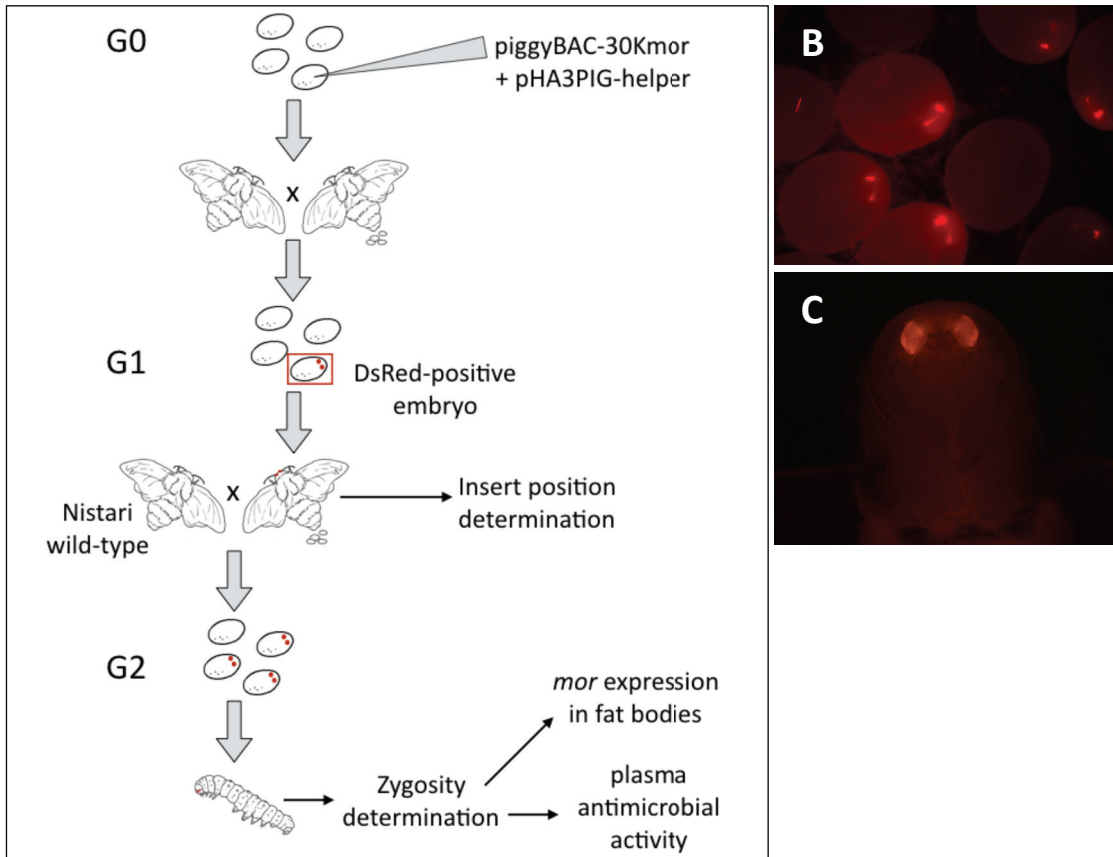 G0
piggyBAC-30Kmor
+ pHA3PIG-helper
X
G1
DsRed-positive
embryo
X
Nistari
wild-type
Insert position
determination
G2
mor expression
in fat bodies
Zygosity
determination
plasma
antimicrobial
activity
B
C